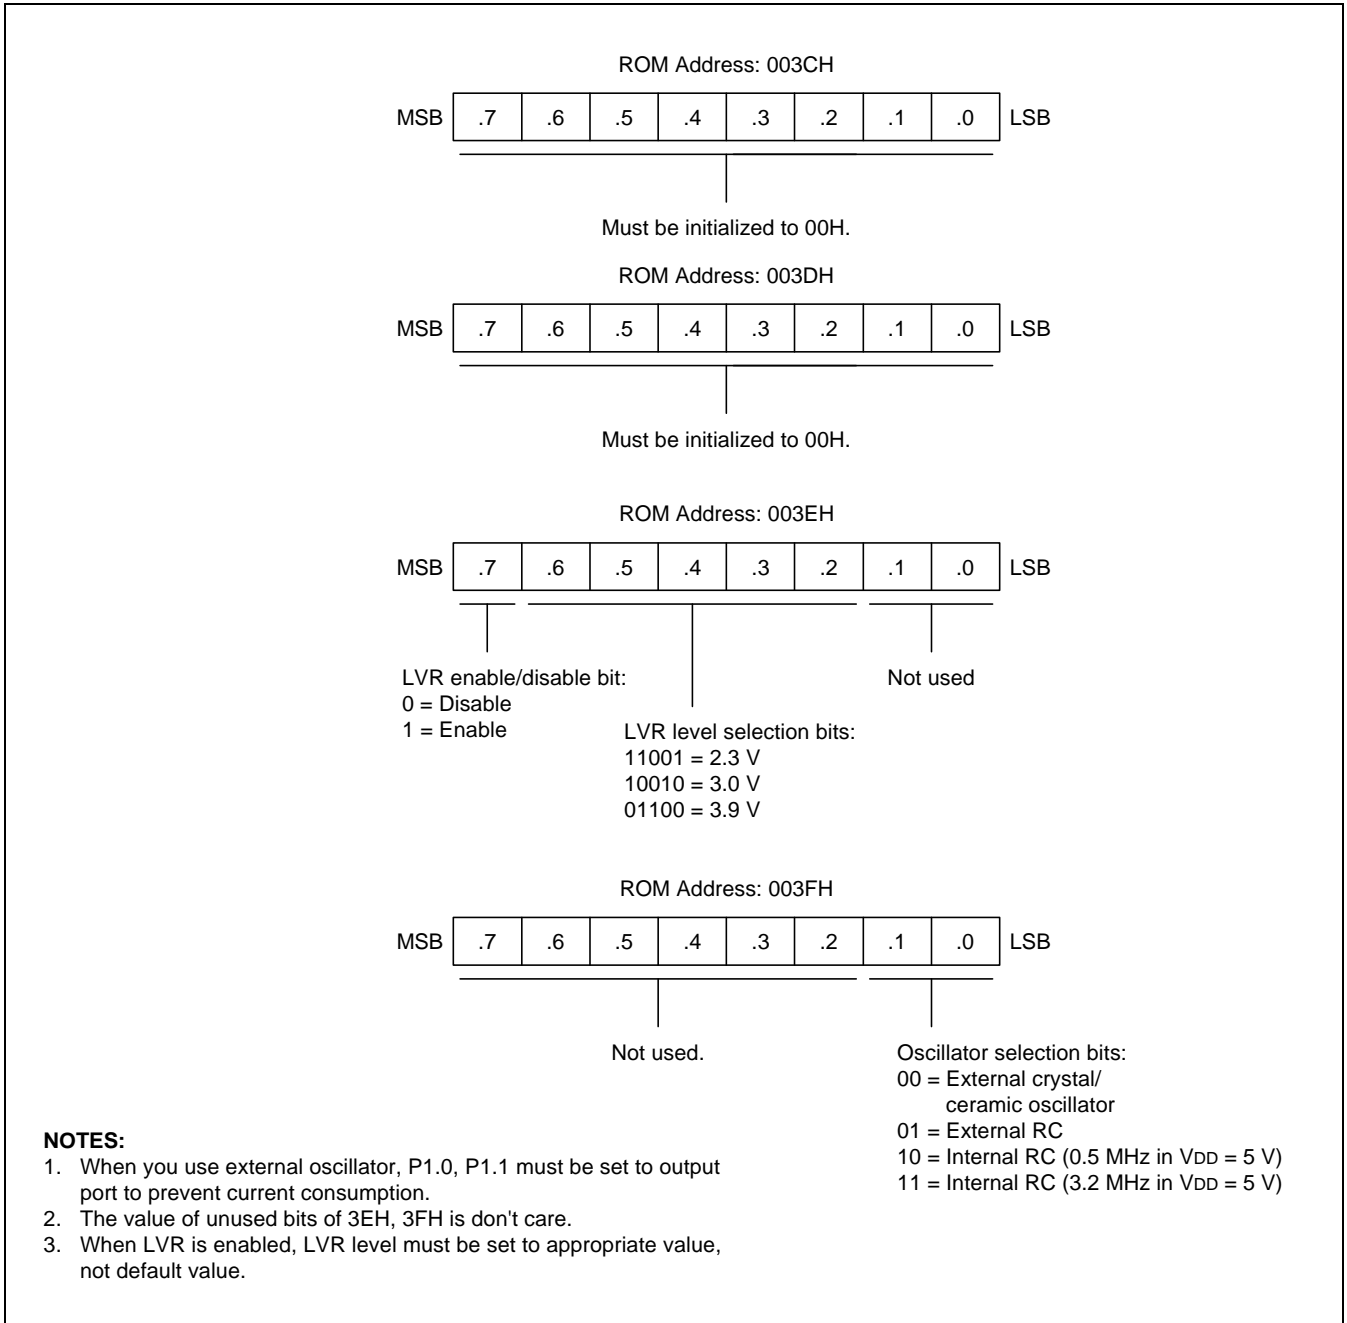 ROM Address: 003CH
MSB .7 .6 .5 .4 .3 .2 .1 .0 LSB
Must be initialized to 00H.
ROM Address: 003DH
MSB .7 .6 .5 .4 .3 .2 .1 .0 LSB
Must be initialized to 00H.
ROM Address: 003EH
MSB .7 .6 .5 .4 .3 .2 .1 .0 LSB
LVR enable/disable bit:
0 = Disable
1 = Enable
LVR level selection bits:
11001 = 2.3 V
10010 = 3.0 V
01100 = 3.9 V
Not used
ROM Address: 003FH
MSB .7 .6 .5 .4 .3 .2 .1 .0 LSB
Not used.
Oscillator selection bits:
00 = External crystal/
ceramic oscillator
01 = External RC
10 = Internal RC (0.5 MHz in VDD = 5 V)
11 = Internal RC (3.2 MHz in VDD = 5 V)
NOTES:
1. When you use external oscillator, P1.0, P1.1 must be set to output
port to prevent current consumption.
2. The value of unused bits of 3EH, 3FH is don't care.
3. When LVR is enabled, LVR level must be set to appropriate value,
not default value.